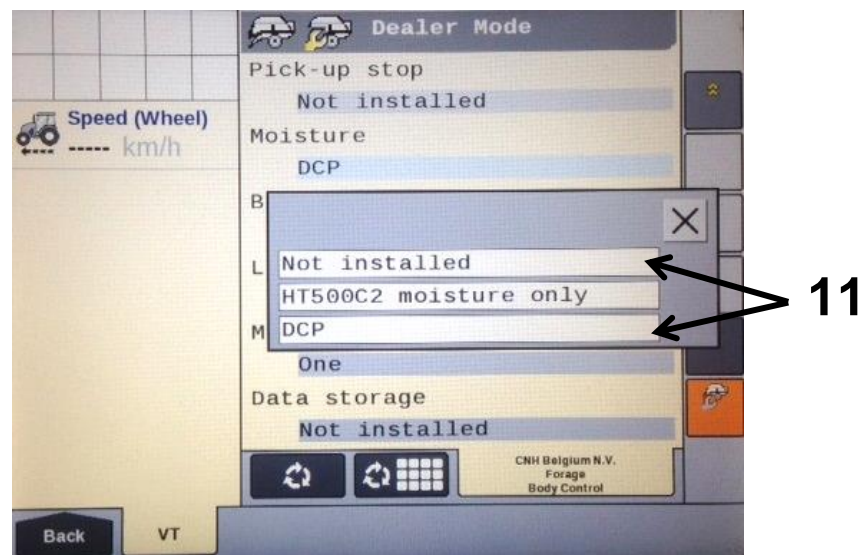 Dealer Mode
Pick-up stop
Not installed
Speed (Wheel)
----- km/h
Moisture
DCP
B
L
Not installed
HT500C2 moisture only
M
DCP
11
One
Data storage
Not installed
CNH Belgium N.V.
Forage
Body Control
Back
VT